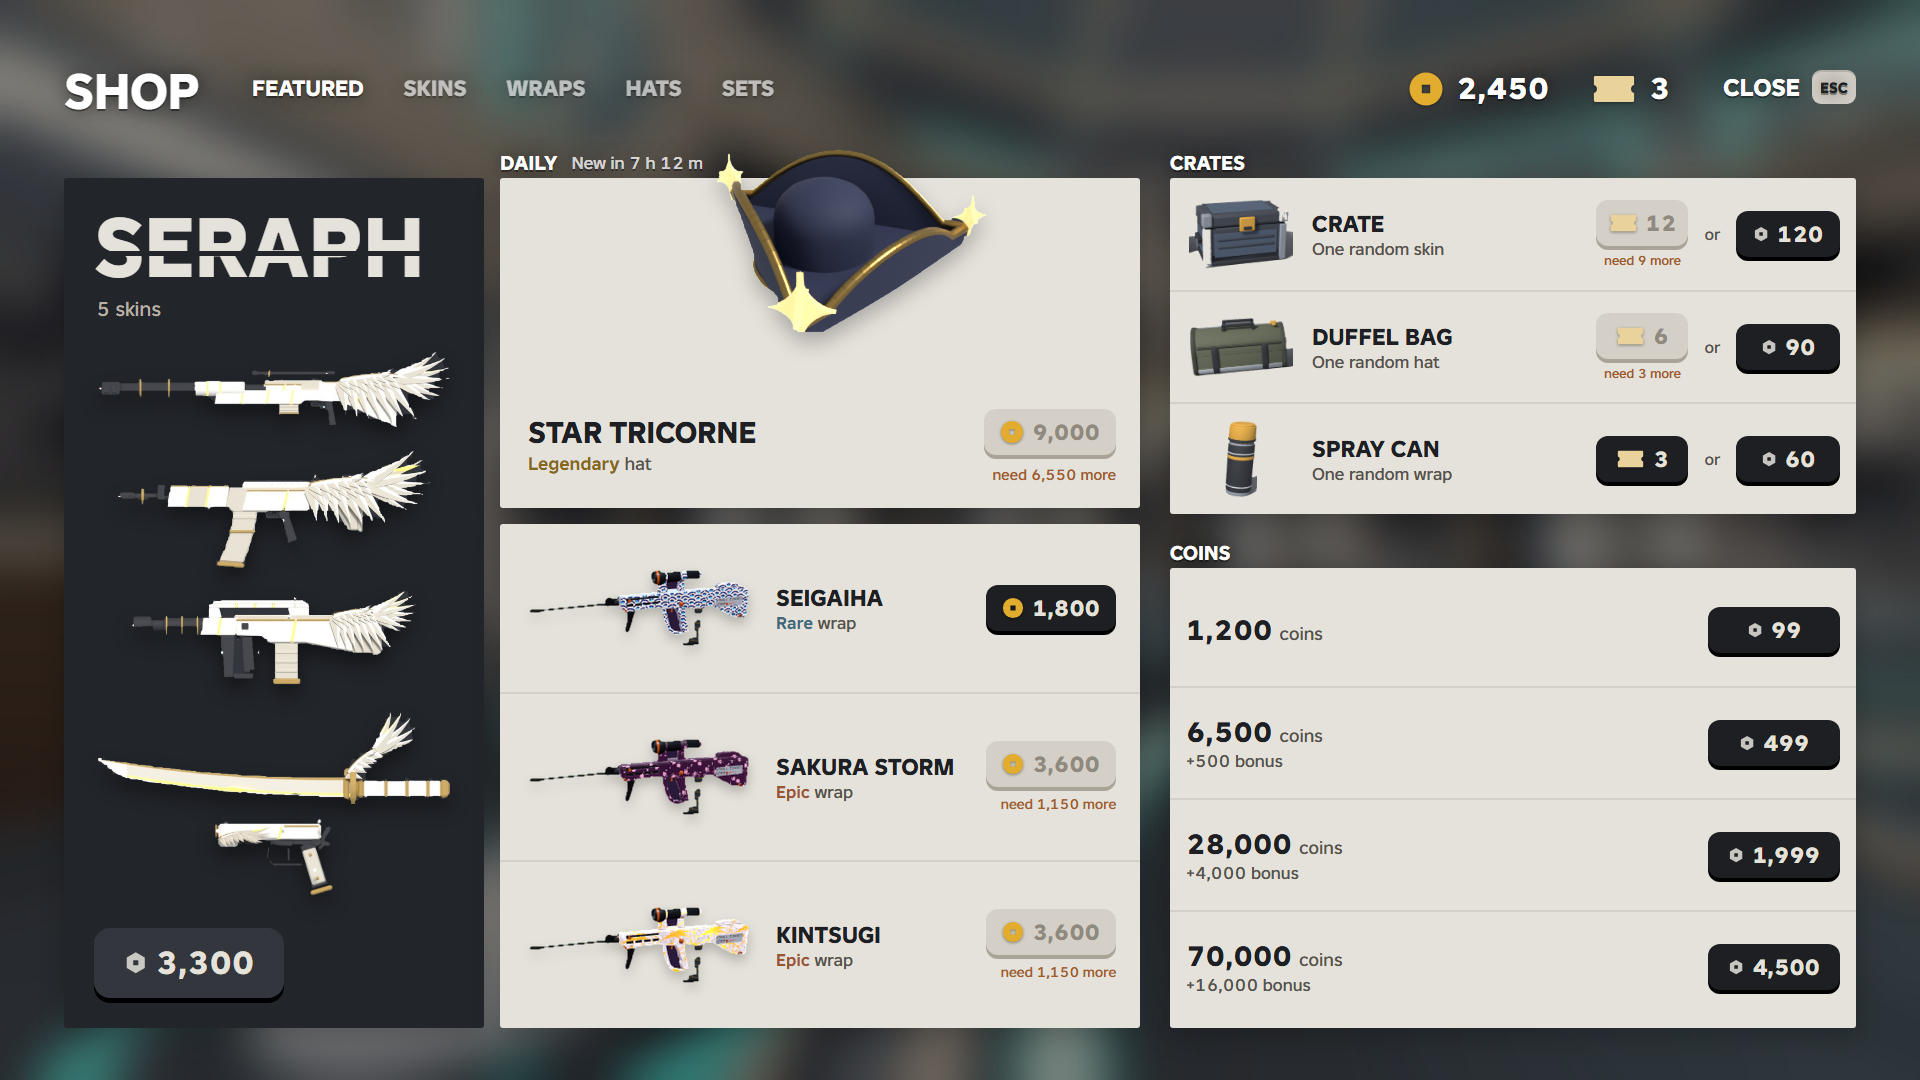 SHOP
FEATURED
SKINS
WRAPS
HATS
SETS
2,450
3
CLOSE
ESC
SERAPH
5 skins
3,300
DAILY
New in 7 h 12 m
STAR TRICORNE
Legendary hat
9,000
need 6,550 more
SEIGAIHA
Rare wrap
1,800
SAKURA STORM
Epic wrap
3,600
need 1,150 more
KINTSUGI
Epic wrap
3,600
need 1,150 more
CRATES
CRATE
One random skin
12
need 9 more
or
120
DUFFEL BAG
One random hat
6
need 3 more
or
90
SPRAY CAN
One random wrap
3
or
60
COINS
1,200 coins
99
6,500 coins
+500 bonus
499
28,000 coins
+4,000 bonus
1,999
70,000 coins
+16,000 bonus
4,500